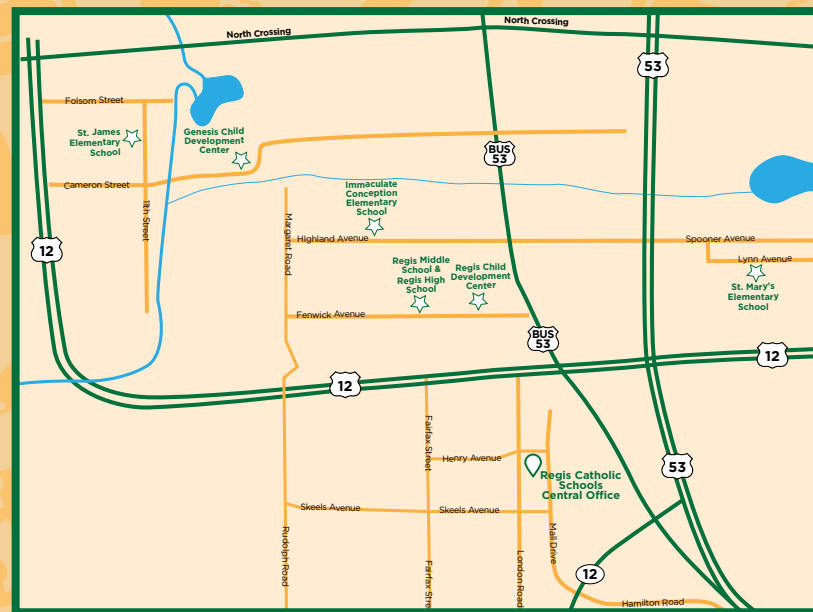 North Crossing
North Crossing
53
Folsom Street
St. James
Elementary
School
Genesis Child
Development
Center
BUS
53
Cameron Street
11th Street
Immaculate
Conception
Elementary
School
Margaret Road
Highland Avenue
Spooner Avenue
12
Lynn Avenue
Regis Middle
School &
Regis High
School
Regis Child
Development
Center
St. Mary's
Elementary
School
Fenwick Avenue
BUS
53
12
12
Fairfax Street
Henry Avenue
53
Regis Catholic
Schools
Central Office
Skeels Avenue
Skeels Avenue
Rudolph Road
Fairfax Stre
London Road
Mall Drive
12
Hamilton Road